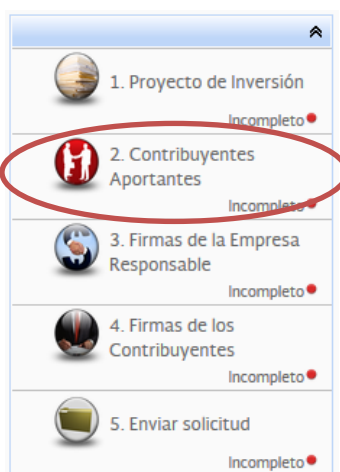 1. Proyecto de Inversión
Incompleto
2. Contribuyentes
Aportantes
Incompleto
3. Firmas de la Empresa
Responsable
Incompleto
4. Firmas de los
Contribuyentes
Incompleto
5. Enviar solicitud
Incompleto